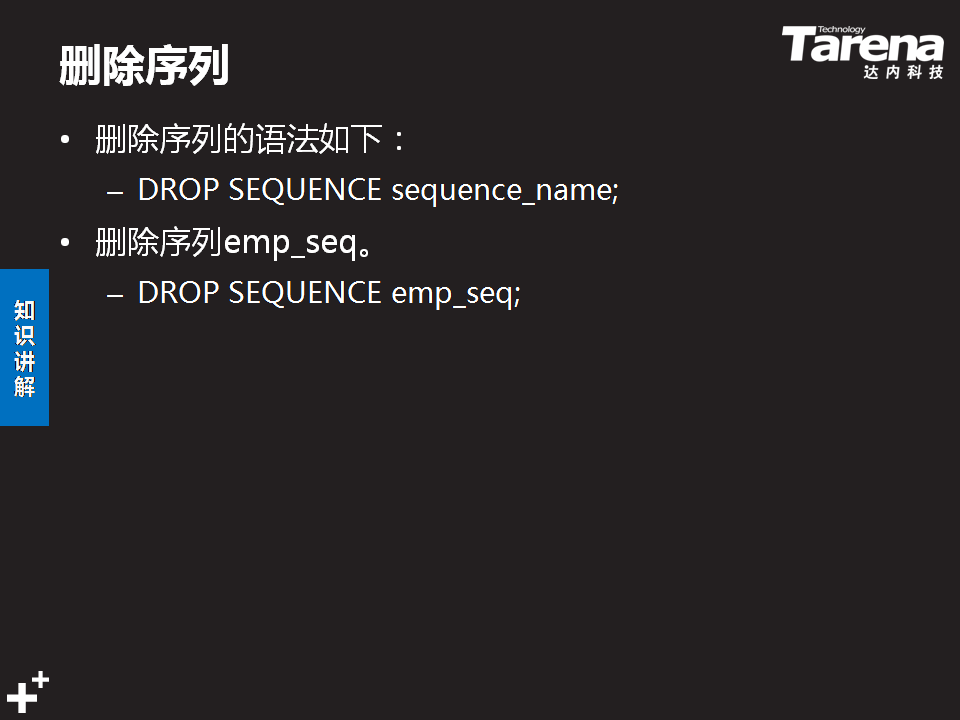 删除序列
Technology
Tarena
达内科技
• 删除序列的语法如下：
– DROP SEQUENCE sequence_name;
• 删除序列emp_seq。
– DROP SEQUENCE emp_seq;
知识讲解